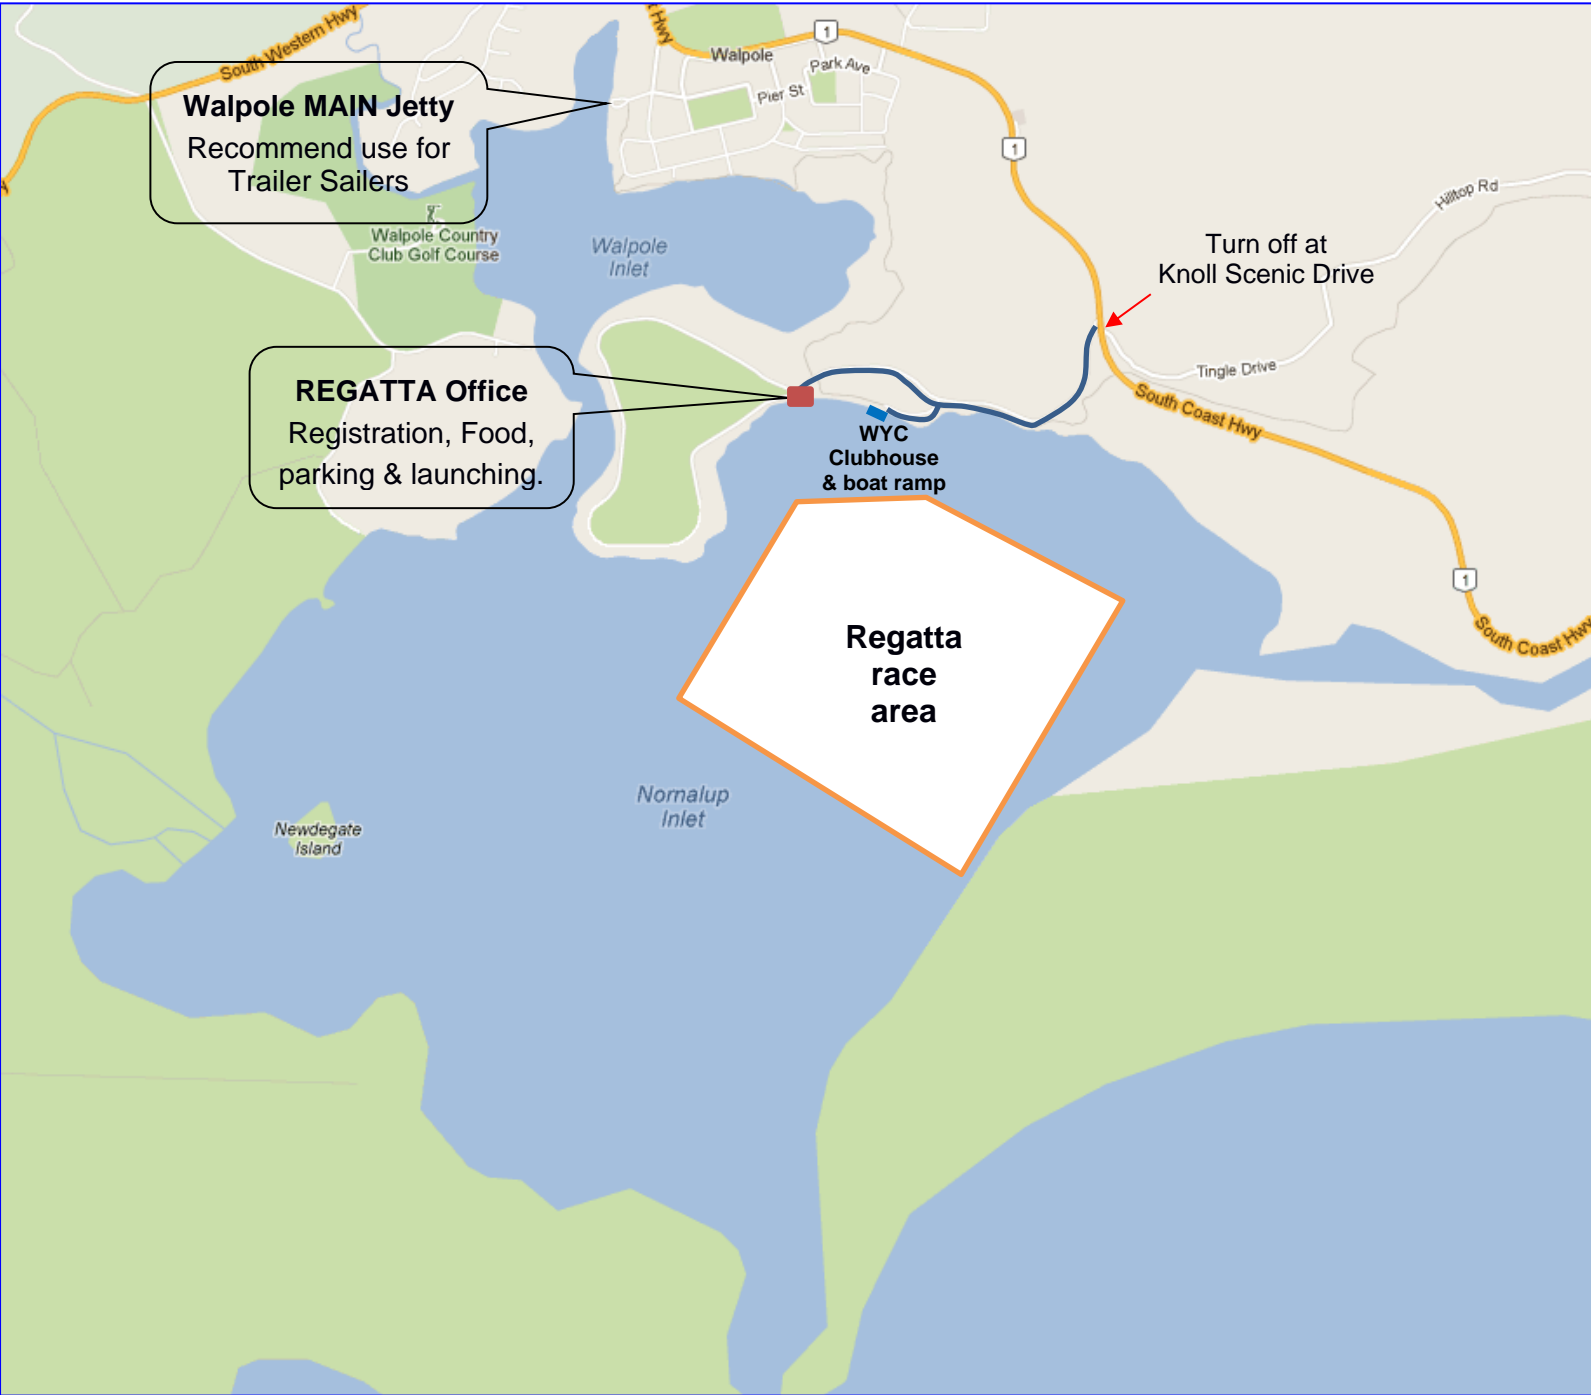 South Western Hwy
Hwy
1
Walpole
Park Ave
Pier St
Walpole MAIN Jetty
Recommend use for
Trailer Sailers
1
Hilltop Rd
Walpole Country
Club Golf Course
Walpole
Inlet
Turn off at
Knoll Scenic Drive
Tingle Drive
South Coast Hwy
REGATTA Office
Registration, Food,
parking & launching.
WYC
Clubhouse
& boat ramp
1
South Coast Hwy
Regatta
race
area
Nornalup
Inlet
Newdegate
Island